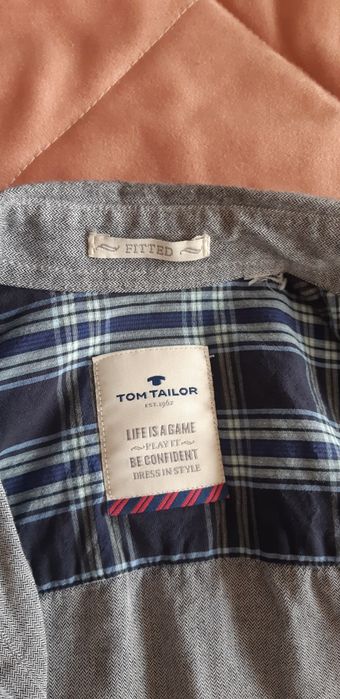 FITTED
TOM TAILOR
EST. 1962
LIFE IS A GAME
PLAY IT
BE CONFIDENT
DRESS IN STYLE